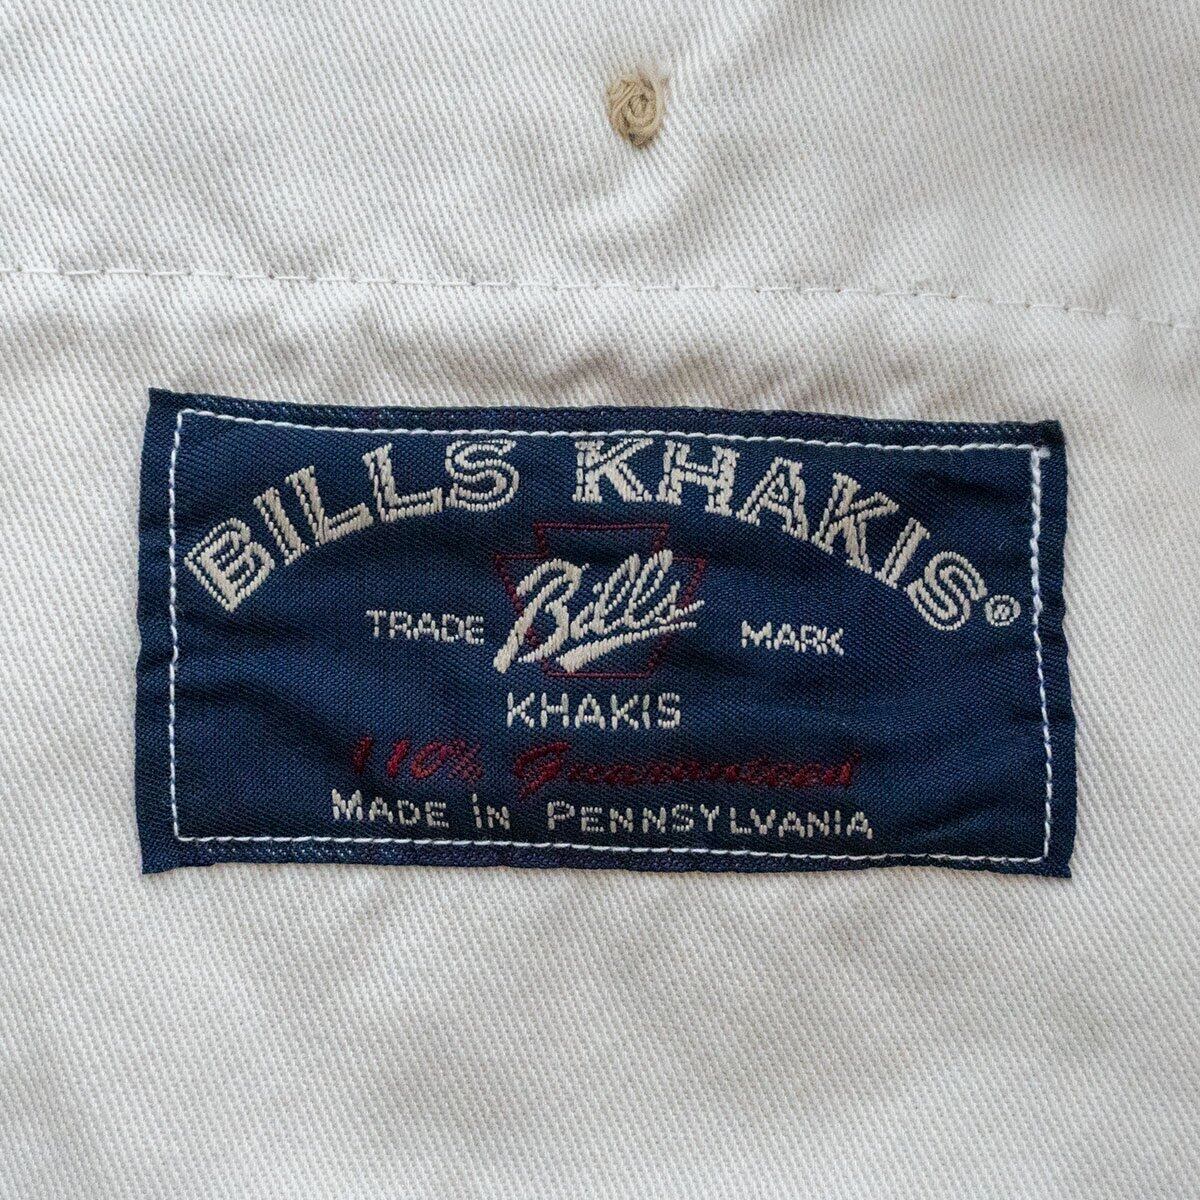 BILLS KHAKIS®
TRADE Bills MARK
KHAKIS
110% Guaranteed
MADE IN PENNSYLVANIA